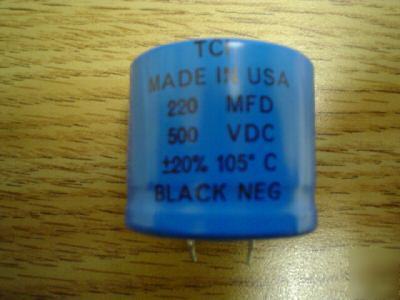 TCI
MADE IN USA
220 MFD
500 VDC
±20% 105° C
BLACK NEG